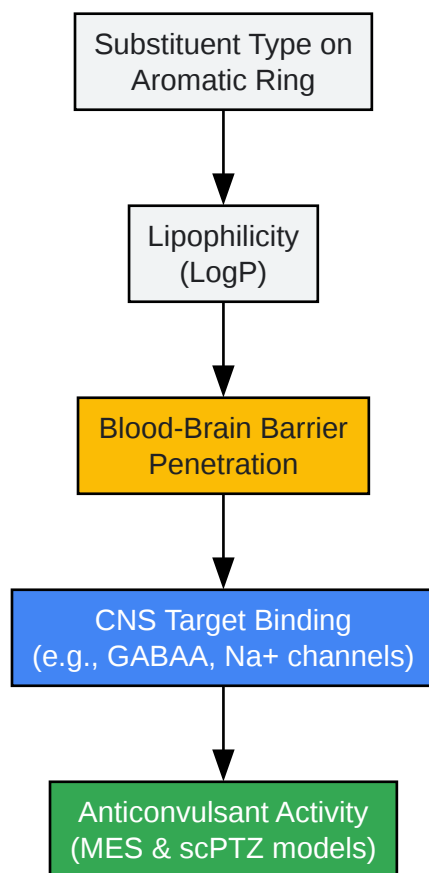 Substituent Type on
Aromatic Ring
Lipophilicity
(LogP)
Blood-Brain Barrier
Penetration
CNS Target Binding
(e.g., GABAA, Na+ channels)
Anticonvulsant Activity
(MES & scPTZ models)